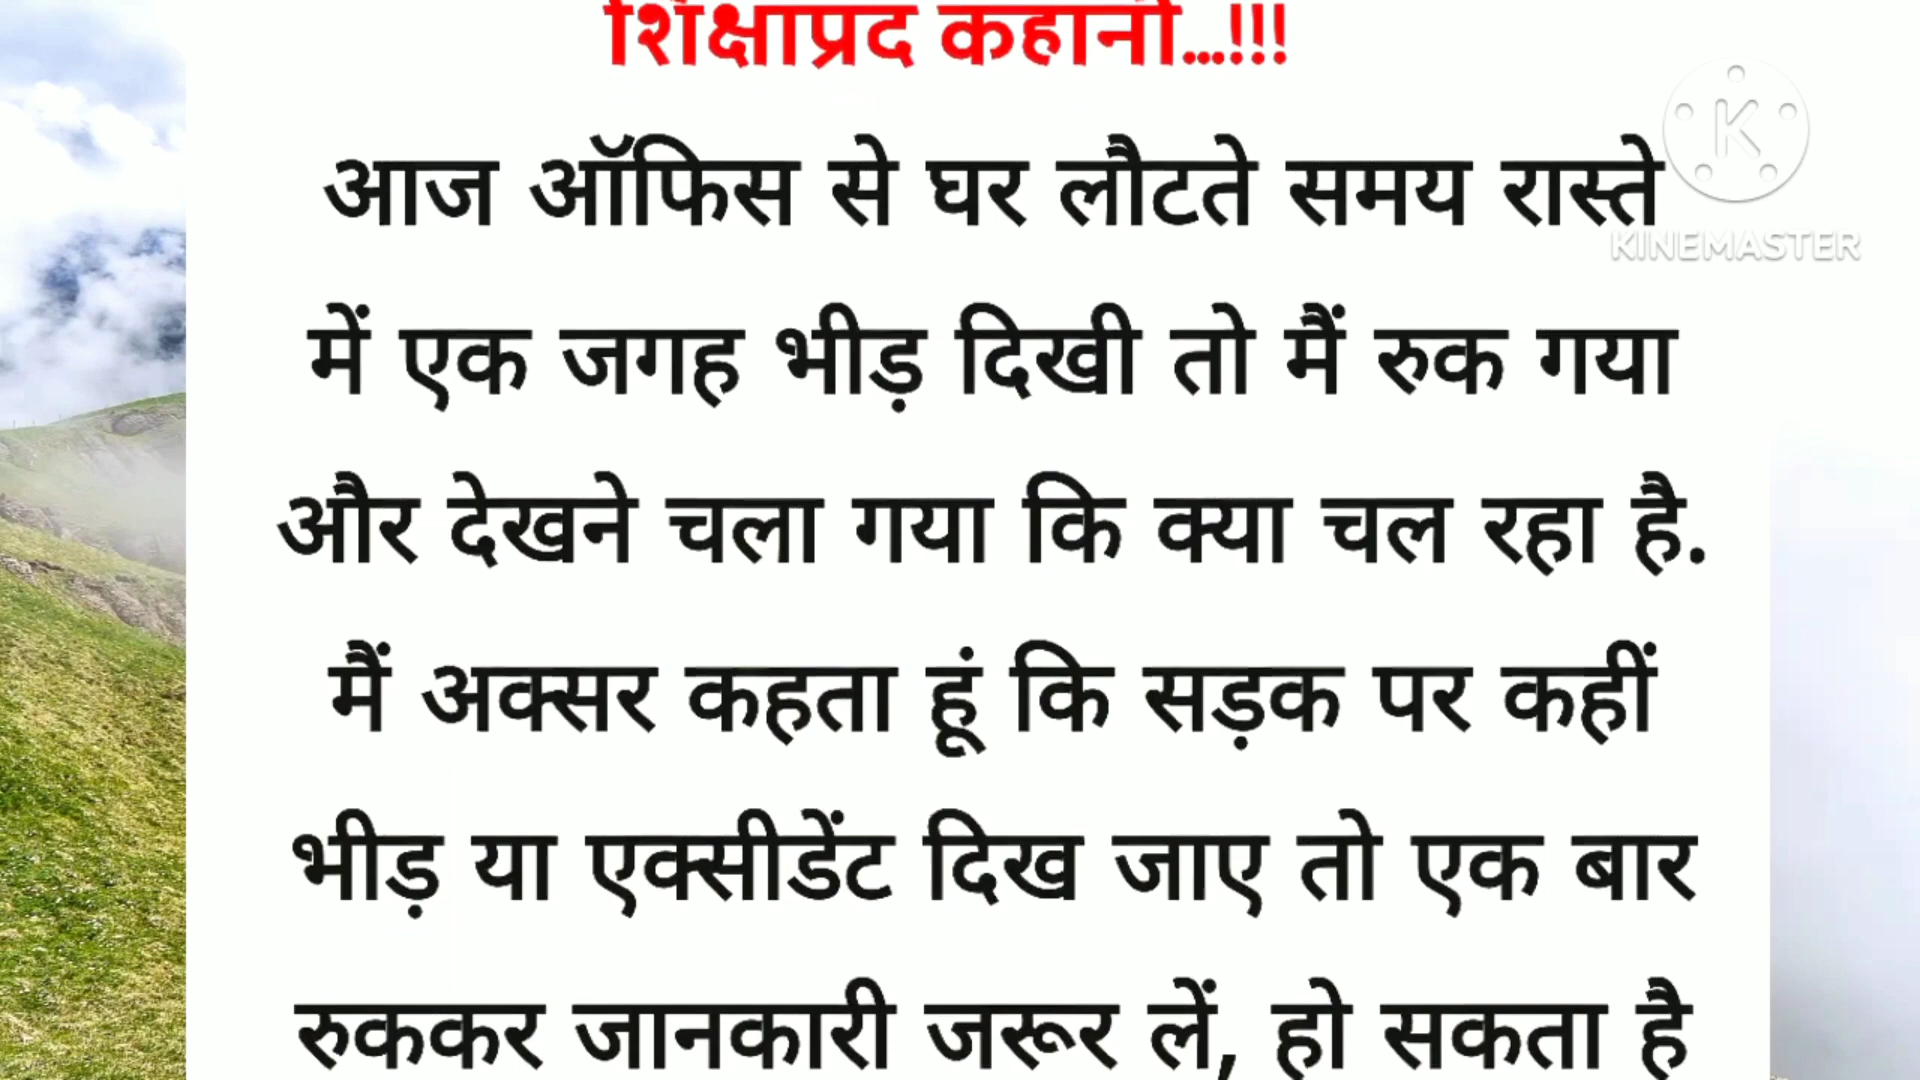 शिक्षाप्रद कहानी...!!!
आज ऑफिस से घर लौटते समय रास्ते
K
KINEMASTER
में एक जगह भीड़ दिखी तो मैं रुक गया
और देखने चला गया कि क्या चल रहा है.
मैं अक्सर कहता हूं कि सड़क पर कहीं
भीड़ या एक्सीडेंट दिख जाए तो एक बार
रुककर जानकारी जरूर लें, हो सकता है